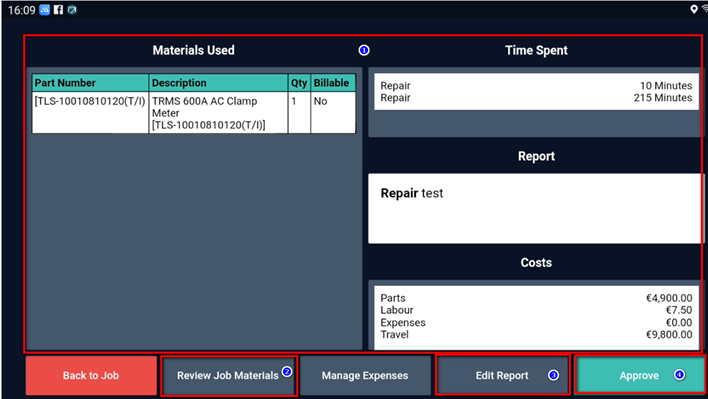 16:09
Materials Used
1
Time Spent
Part Number Description Qty Billable
[TLS-10010810120(T/I) TRMS 600A AC Clamp 1 No
Meter
[TLS-10010810120(T/I)]
Repair 10 Minutes
Repair 215 Minutes
Report
Repair test
Costs
Parts €4,900.00
Labour €7.50
Expenses €0.00
Travel €9,800.00
Back to Job
Review Job Materials 2
Manage Expenses
Edit Report 3
Approve 4